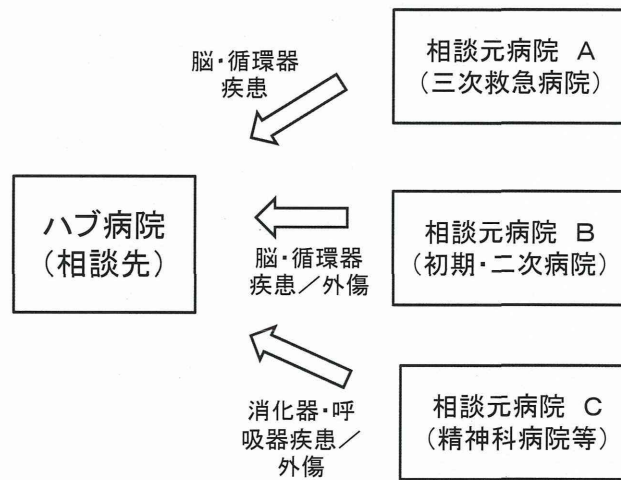 脳・循環器
疾患
相談元病院 A
(三次救急病院)
ハブ病院
(相談先)
脳・循環器
疾患／外傷
相談元病院 B
(初期・二次病院)
消化器・呼
吸器疾患／
外傷
相談元病院 C
(精神科病院等)